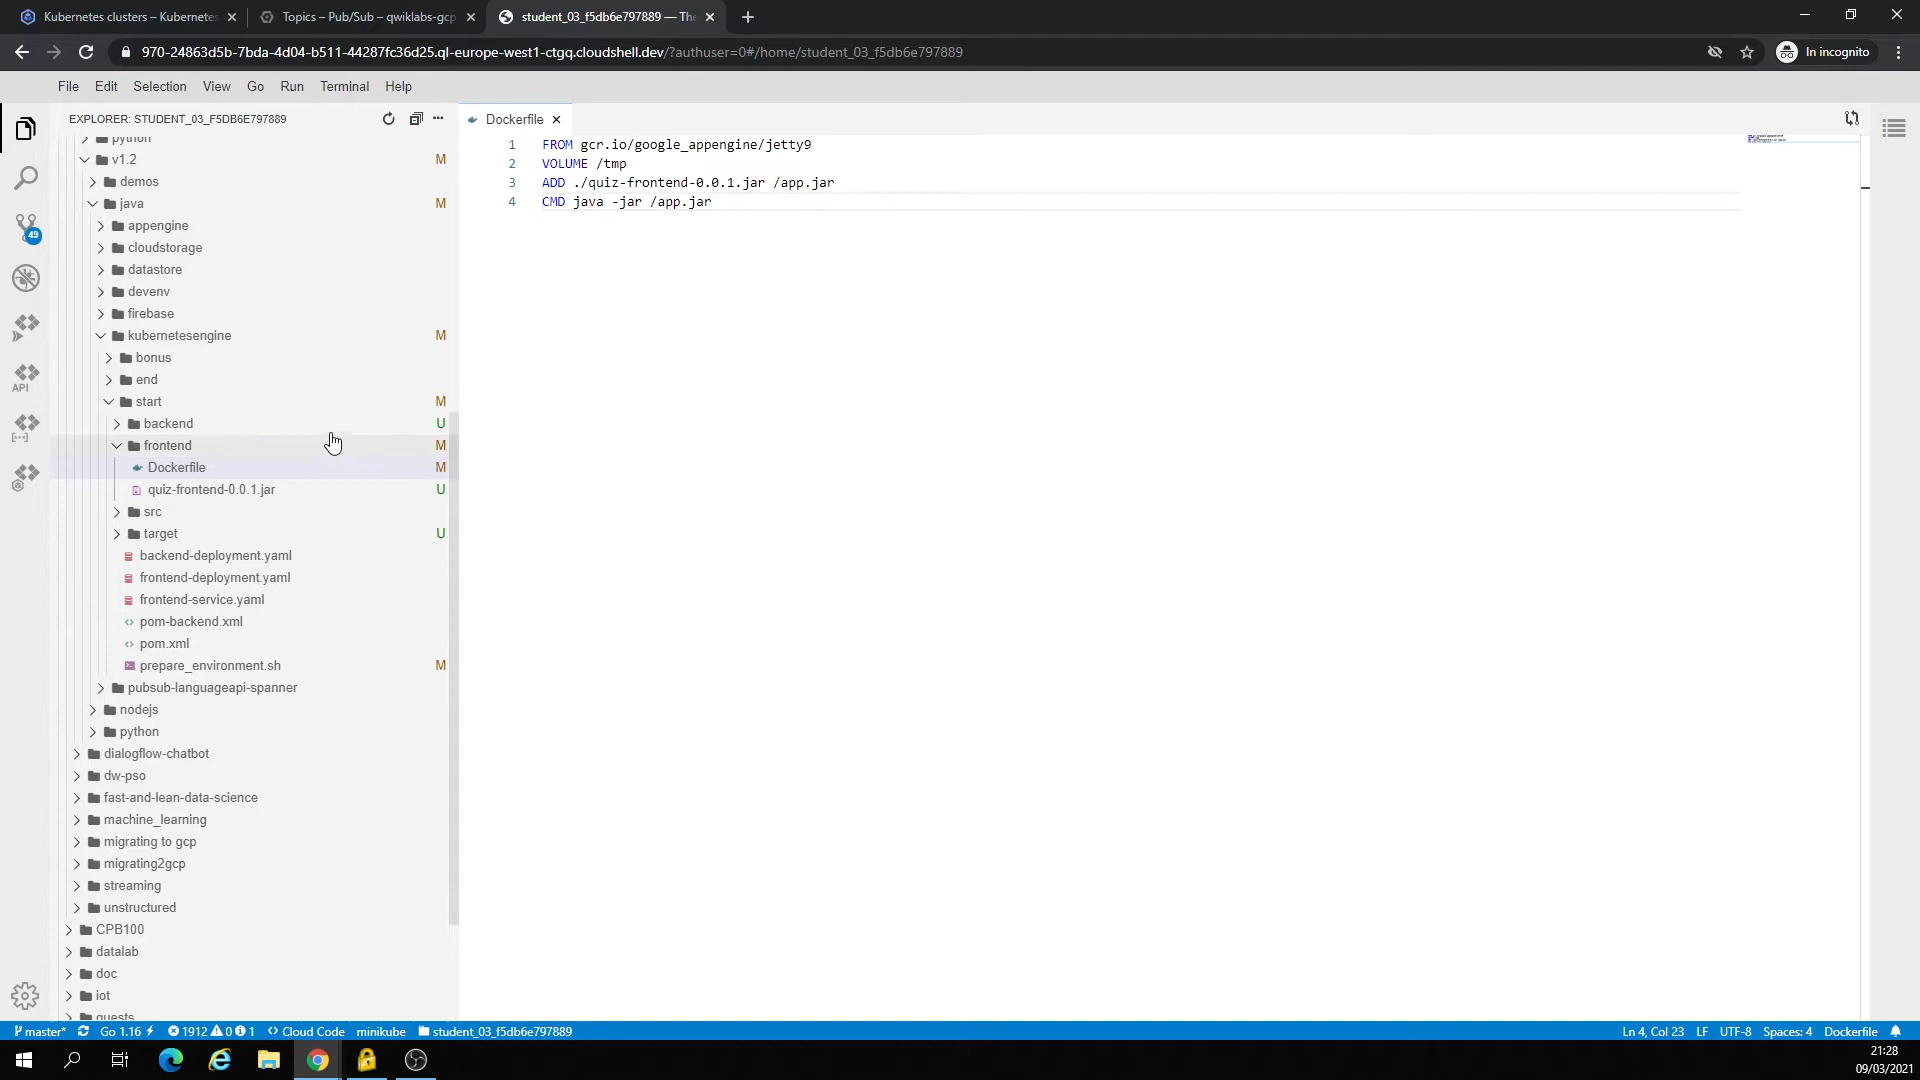 Kubernetes clusters – Kubernetes
Topics – Pub/Sub – qwiklabs-gcp
student_03_f5db6e797889 — The
970-24863d5b-7bda-4d04-b511-44287fc36d25.ql-europe-west1-ctgq.cloudshell.dev/?authuser=0#/home/student_03_f5db6e797889
In incognito
File Edit Selection View Go Run Terminal Help
EXPLORER: STUDENT_03_F5DB6E797889
Dockerfile
1 FROM gcr.io/google_appengine/jetty9
2 VOLUME /tmp
3 ADD ./quiz-frontend-0.0.1.jar /app.jar
4 CMD java -jar /app.jar
python
v1.2 M
demos
java M
appengine
49
cloudstorage
datastore
devenv
firebase
kubernetesengine M
bonus
API
end
start M
backend U
frontend M
Dockerfile M
quiz-frontend-0.0.1.jar U
src
target U
backend-deployment.yaml
frontend-deployment.yaml
frontend-service.yaml
pom-backend.xml
pom.xml
prepare_environment.sh M
pubsub-languageapi-spanner
nodejs
python
dialogflow-chatbot
dw-pso
fast-and-lean-data-science
machine_learning
migrating to gcp
migrating2gcp
streaming
unstructured
CPB100
datalab
doc
iot
quests
master* Go 1.16 1912 0 1 Cloud Code minikube student_03_f5db6e797889
Ln 4, Col 23 LF UTF-8 Spaces: 4 Dockerfile
21:28
09/03/2021